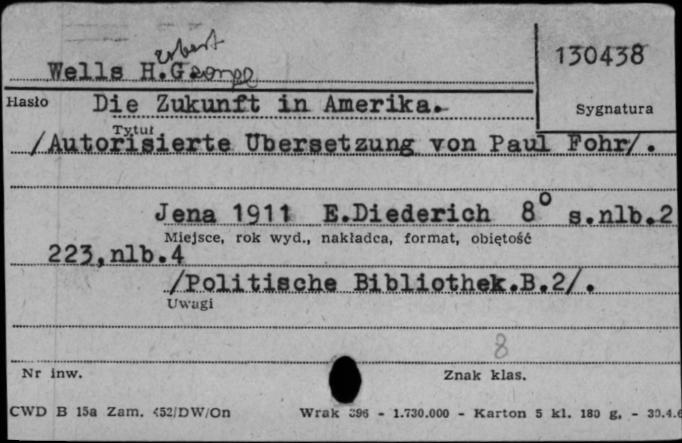 erbert
130438
Wells H.George
Hasło Die Zukunft in Amerika.
Sygnatura
Tytuł
/Autorisierte Ubersetzung von Paul Fohr/.
Jena 1911 E.Diederich 8° s.nlb.2
Miejsce, rok wyd., nakładca, format, objętość
223,nlb.4
/Politische Bibliothek.B.2/.
Uwagi
8
Nr inw. Znak klas.
CWD B 15a Zam. 452/DW/On Wrak 396 - 1.730.000 - Karton 5 kl. 180 g. - 30.4.6